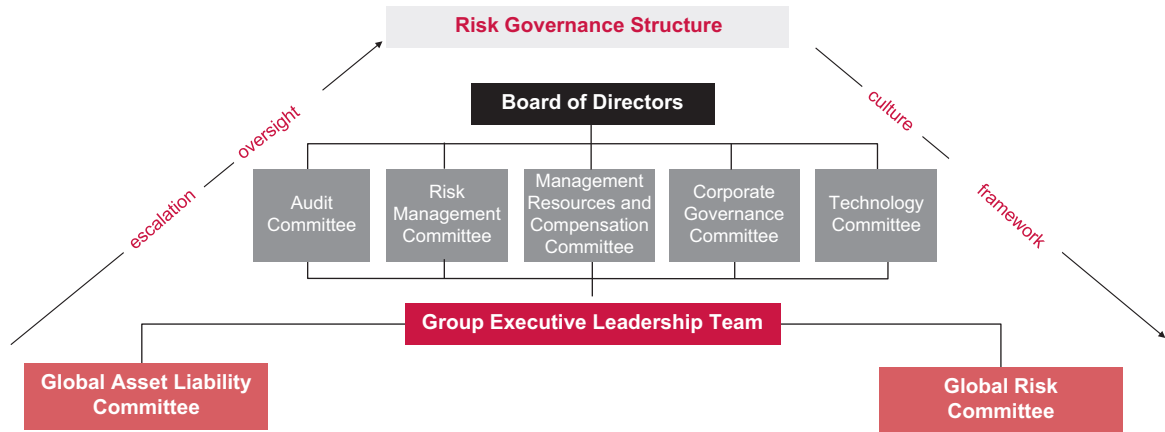 Risk Governance Structure
Board of Directors
oversight
escalation
culture
framework
Audit
Committee
Risk
Management
Committee
Management
Resources and
Compensation
Committee
Corporate
Governance
Committee
Technology
Committee
Group Executive Leadership Team
Global Asset Liability
Committee
Global Risk
Committee